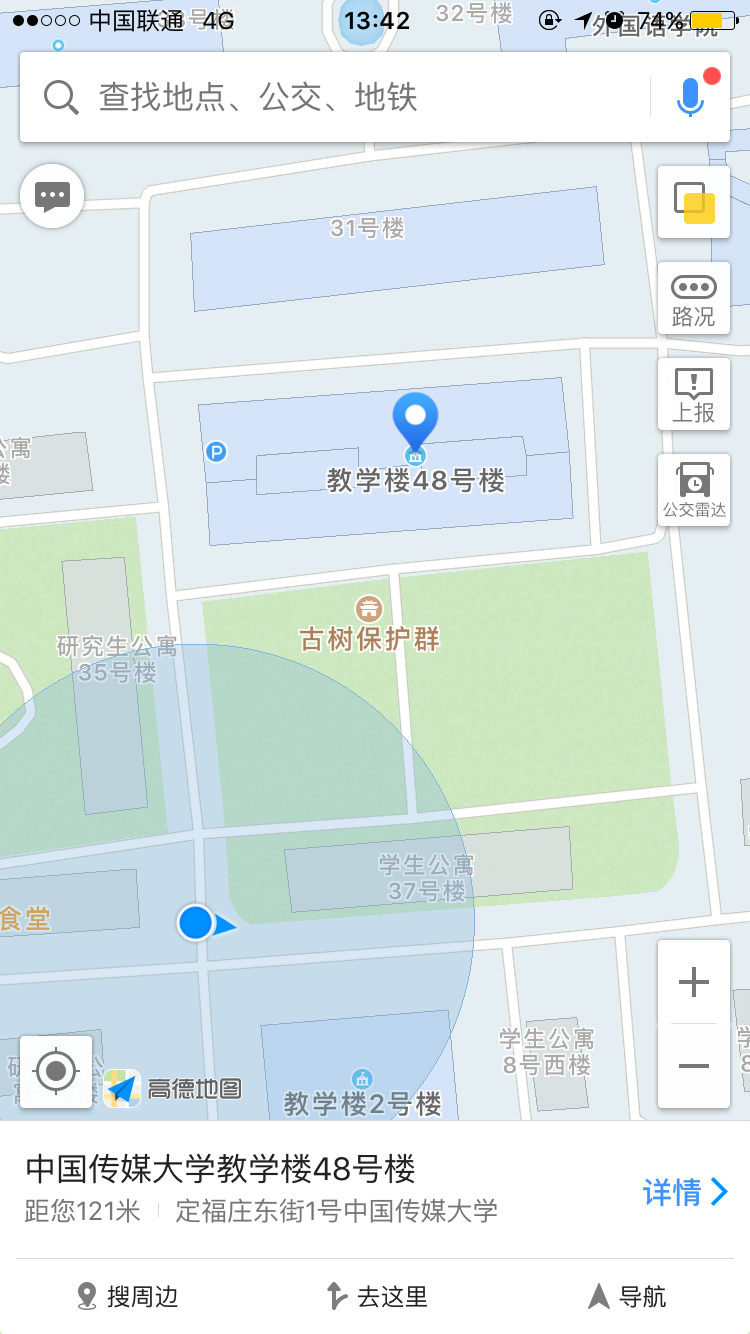 中国联通 4G 13:42 74%
32号楼
外国语学院
查找地点、公交、地铁
31号楼
路况
上报
公寓
楼
P
教学楼48号楼
公交雷达
古树保护群
研究生公寓
35号楼
学生公寓
37号楼
食堂
学生公寓
8号西楼
高德地图
教学楼2号楼
中国传媒大学教学楼48号楼
距您121米 定福庄东街1号中国传媒大学
详情
搜周边 去这里 导航